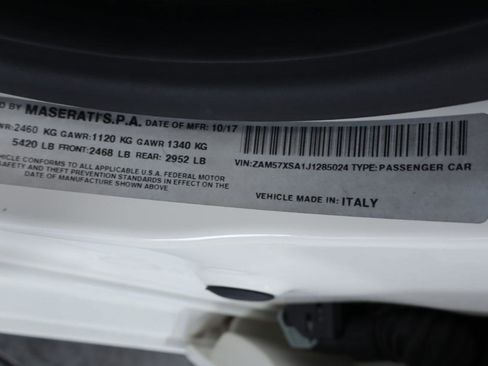 D BY MASERATI S.P.A. DATE OF MFR: 10/17
WR:2460 KG GAWR:1120 KG GAWR 1340 KG
5420 LB FRONT:2468 LB REAR: 2952 LB
HICLE CONFORMS TO ALL APPLICABLE U.S.A. FEDERAL MOTOR
SAFETY AND THEFT PREVENTION STANDARDS IN EFFECT ON THE
DATE OF MANUFACTURE SHOWN ABOVE
VIN:ZAM57XSA1J1285024 TYPE:PASSENGER CAR
VEHICLE MADE IN: ITALY